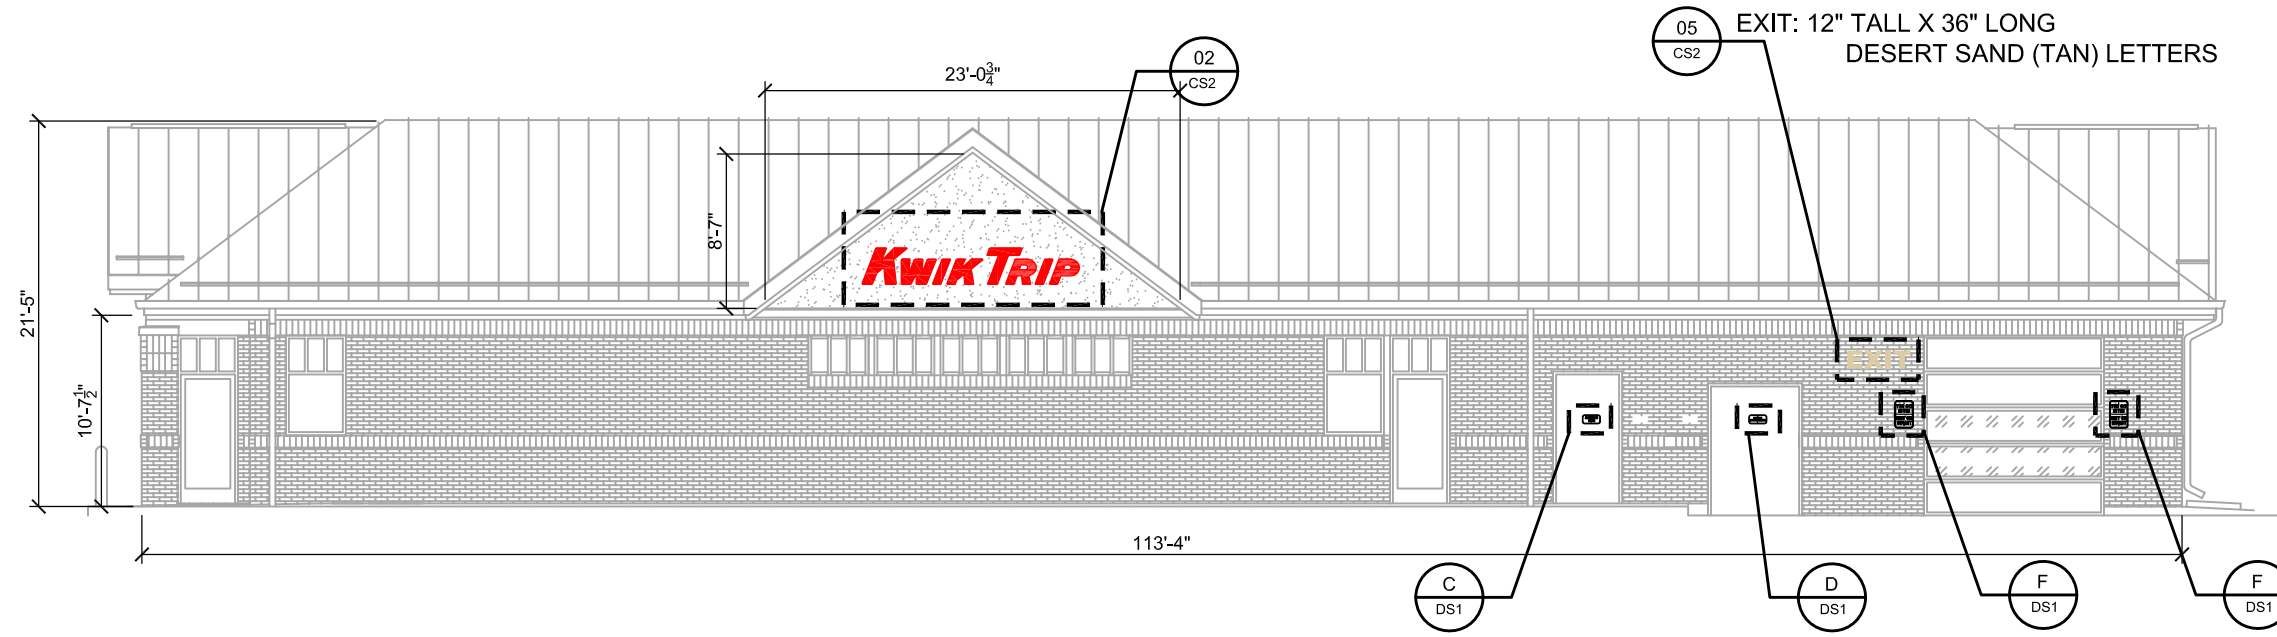 05
CS2
EXIT: 12" TALL X 36" LONG
DESERT SAND (TAN) LETTERS
02
CS2
23'-0¾"
8'-7"
KWIK TRIP
21'-5"
10'-7½"
EXIT
113'-4"
C
DS1
D
DS1
F
DS1
F
DS1